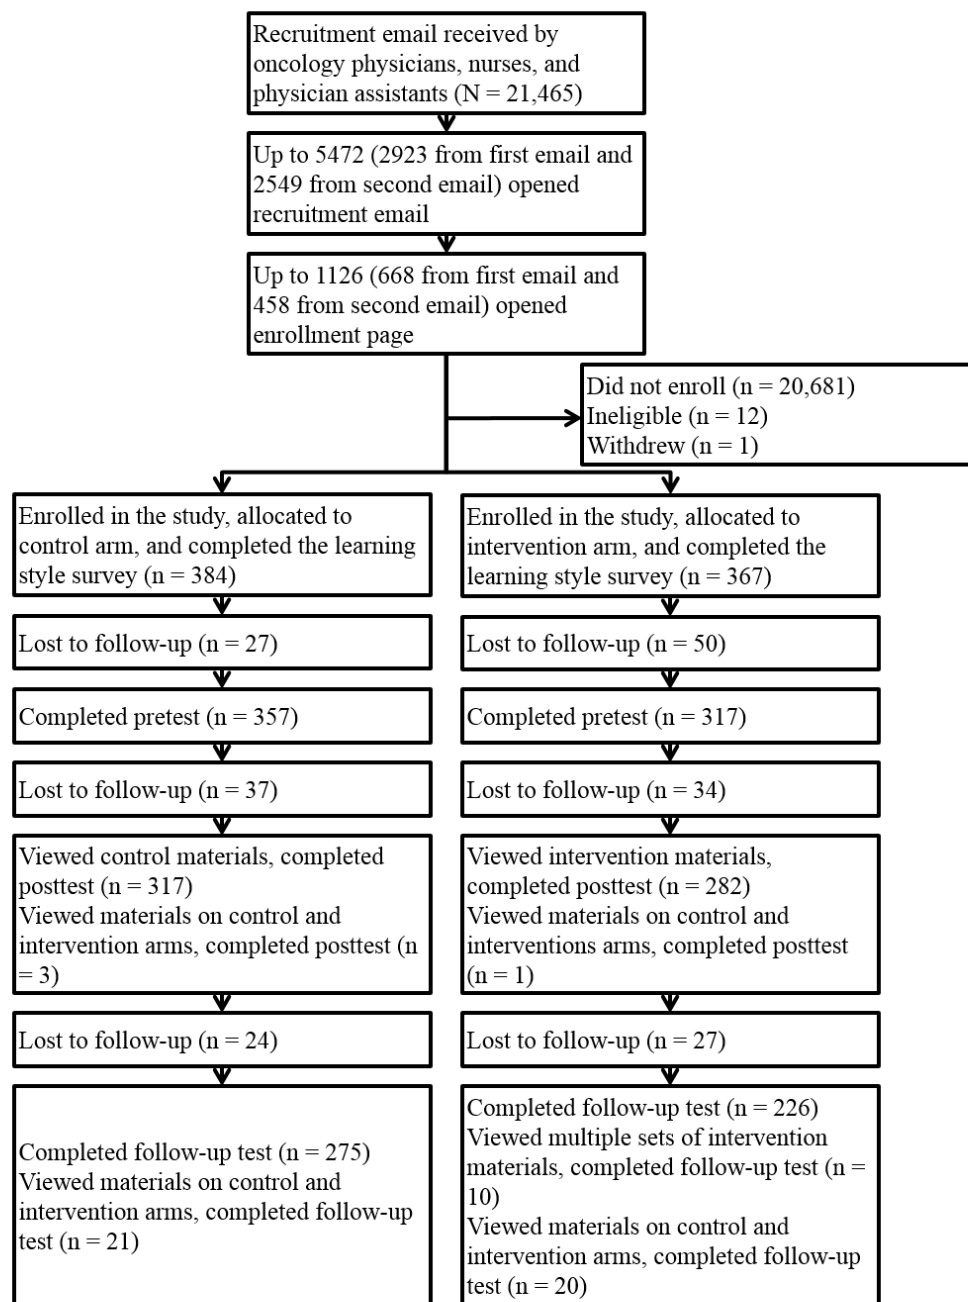 Recruitment email received by
oncology physicians, nurses, and
physician assistants (N = 21,465)
Up to 5472 (2923 from first email and
2549 from second email) opened
recruitment email
Up to 1126 (668 from first email and
458 from second email) opened
enrollment page
Did not enroll (n = 20,681)
Ineligible (n = 12)
Withdrew (n = 1)
Enrolled in the study, allocated to
control arm, and completed the learning
style survey (n = 384)
Enrolled in the study, allocated to
intervention arm, and completed the
learning style survey (n = 367)
Lost to follow-up (n = 27)
Lost to follow-up (n = 50)
Completed pretest (n = 357)
Completed pretest (n = 317)
Lost to follow-up (n = 37)
Lost to follow-up (n = 34)
Viewed control materials, completed
posttest (n = 317)
Viewed materials on control and
intervention arms, completed posttest (n
= 3)
Viewed intervention materials,
completed posttest (n = 282)
Viewed materials on control and
interventions arms, completed posttest
(n = 1)
Lost to follow-up (n = 24)
Lost to follow-up (n = 27)
Completed follow-up test (n = 275)
Viewed materials on control and
intervention arms, completed follow-up
test (n = 21)
Completed follow-up test (n = 226)
Viewed multiple sets of intervention
materials, completed follow-up test (n =
10)
Viewed materials on control and
intervention arms, completed follow-up
test (n = 20)